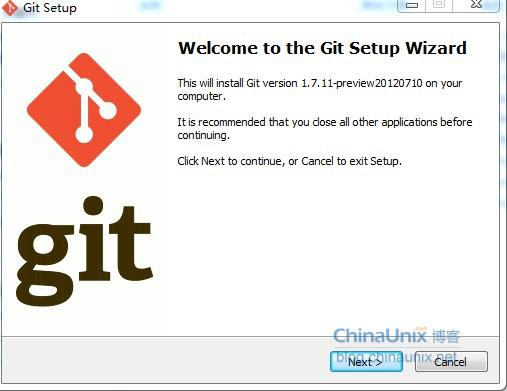 Git Setup
Welcome to the Git Setup Wizard
This will install Git version 1.7.11-preview20120710 on your
computer.
It is recommended that you close all other applications before
continuing.
Click Next to continue, or Cancel to exit Setup.
git
ChinaUnix.net 博客
blog.chinaunix.net
Next >
Cancel